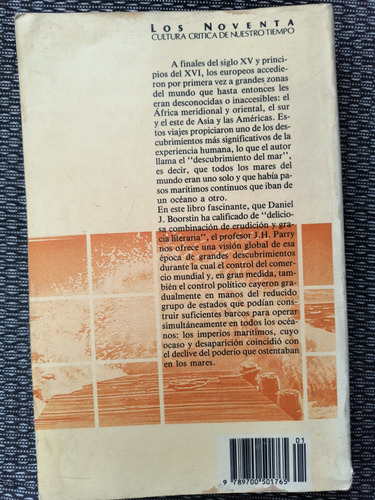 LOS NOVENTA
CULTURA CRITICA DE NUESTRO TIEMPO
A finales del siglo XV y princi-
pios del XVI, los europeos accedie-
ron por primera vez a grandes zonas
del mundo que hasta entonces les
eran desconocidas o inaccesibles: el
África meridional y oriental, el sur
y el este de Asia y las Américas. Es-
tos viajes propiciaron uno de los des-
cubrimientos más significativos de la
experiencia humana, lo que el autor
llama el "descubrimiento del mar", es
es decir, que todos los mares del
mundo eran uno solo y que había pa-
sos marítimos continuos que iban de
un océano a otro.
En este libro fascinante, que Daniel
J. Boorstin ha calificado de "delicio-
sa combinación de erudición y gra-
cia literaria", el profesor J.H. Parry
nos ofrece una visión global de esa
época de grandes descubrimientos
durante la cual el control del comer-
cio mundial y, en gran medida, tam-
bién el control político cayeron gra-
dualmente en manos del reducido
grupo de estados que podían cons-
truir suficientes barcos para operar
simultáneamente en todos los océa-
nos: los imperios marítimos, cuyo
ocaso y desaparición coincidió con
el declive del poderío que ostentaban
en los mares.
01
9 789700 501765